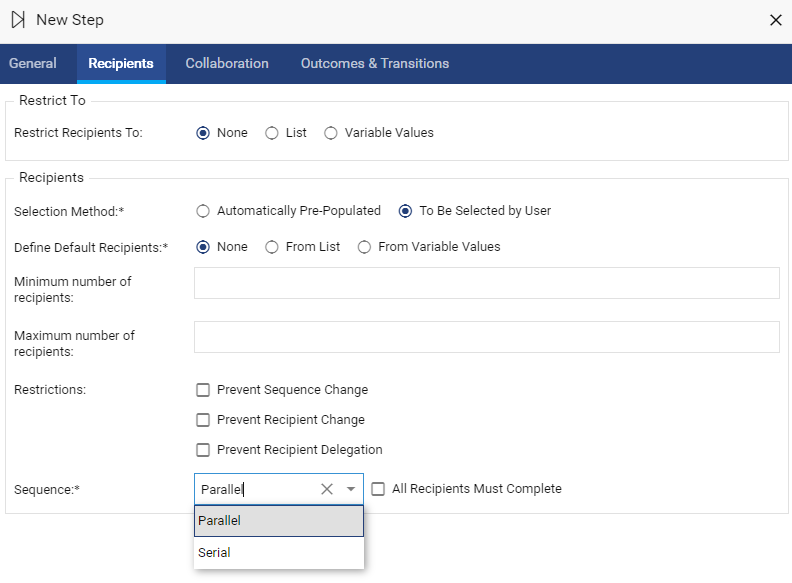 New Step
General Recipients Collaboration Outcomes & Transitions
Restrict To
Restrict Recipients To: None List Variable Values
Recipients
Selection Method:* Automatically Pre-Populated To Be Selected by User
Define Default Recipients:* None From List From Variable Values
Minimum number of
recipients:
Maximum number of
recipients:
Restrictions: Prevent Sequence Change
Prevent Recipient Change
Prevent Recipient Delegation
Sequence:* Parallel All Recipients Must Complete
Parallel
Serial